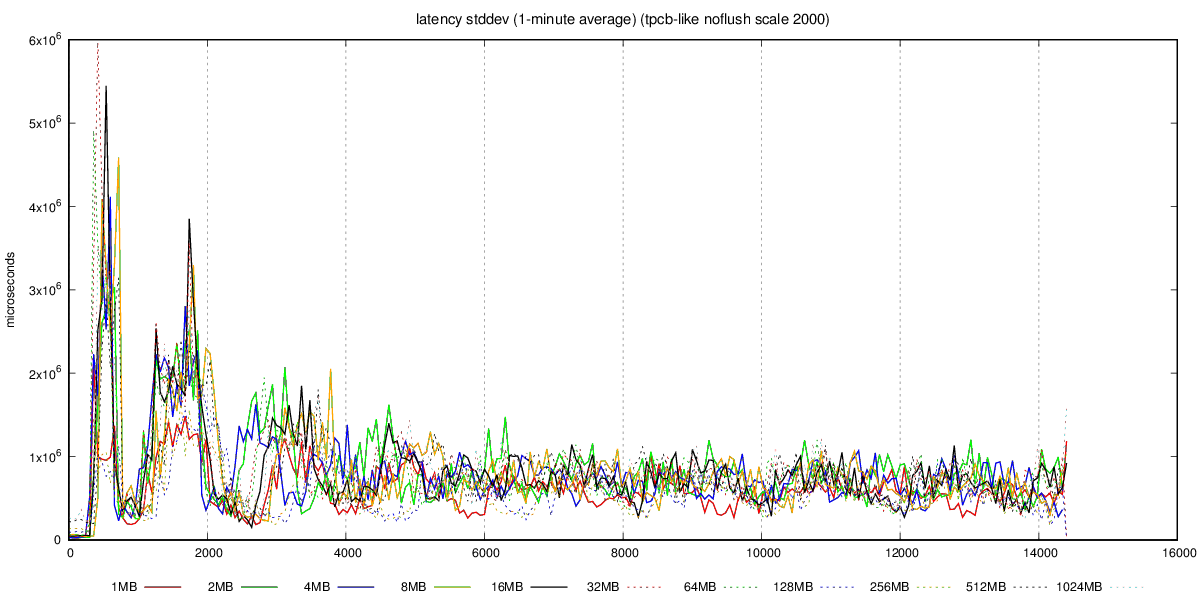 latency stddev (1-minute average) (tpcb-like noflush scale 2000)
6x10⁶
5x10⁶
4x10⁶
3x10⁶
2x10⁶
1x10⁶
0
microseconds
0 2000 4000 6000 8000 10000 12000 14000 16000
1MB 2MB 4MB 8MB 16MB 32MB 64MB 128MB 256MB 512MB 1024MB